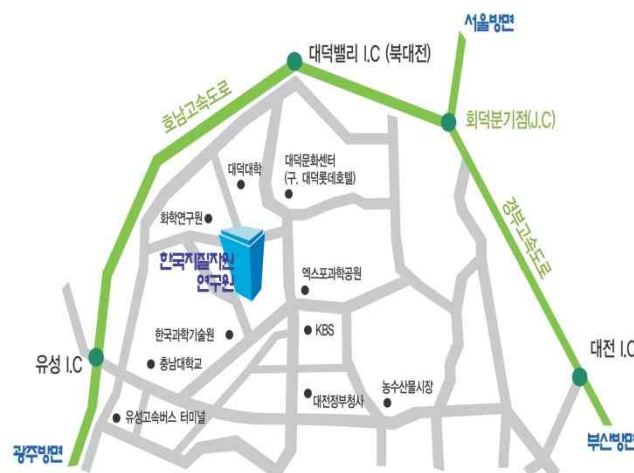 서울방면
대덕밸리 I.C (북대전)
호남고속도로
회덕분기점(J.C)
대덕대학
대덕문화센터
(구. 대덕롯데호텔)
화학연구원
경부고속도로
한국지질자원
연구원
엑스포과학공원
한국과학기술원
KBS
유성 I.C
충남대학교
대전 I.C
대전정부청사
농수산물시장
유성고속버스 터미널
광주방면
부산방면